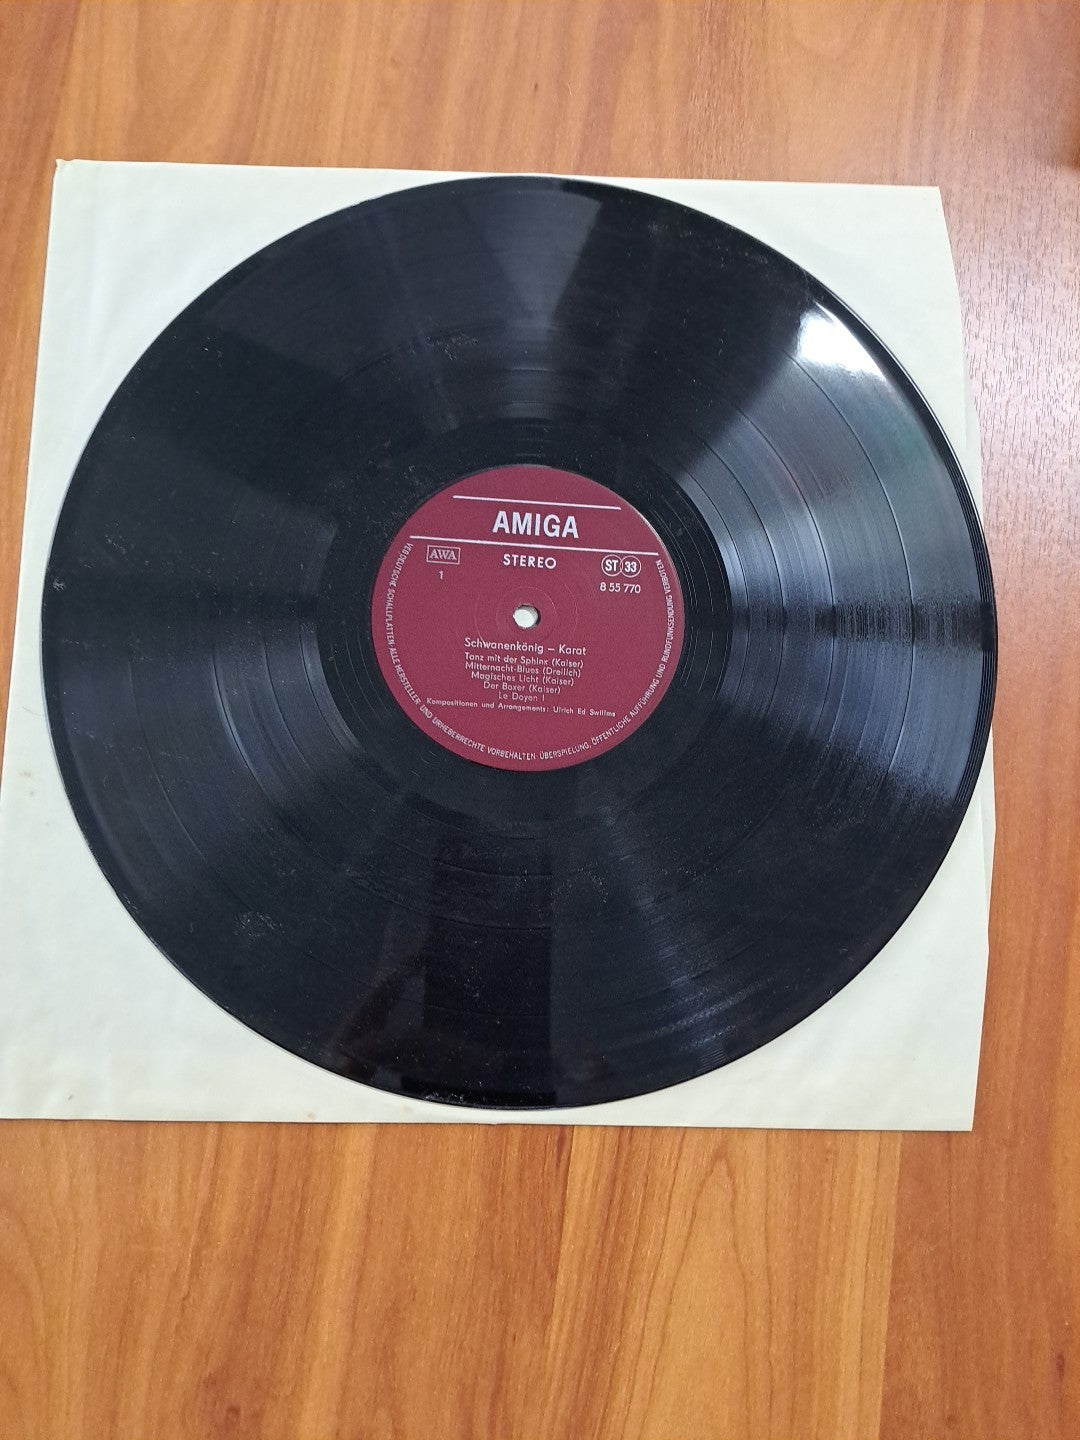 AMIGA
AWA
STEREO
ST 33
1
8 55 770
Schwanenkönig – Karat
Tanz mit der Sphinx (Kaiser)
Mitternacht-Blues (Dreilich)
Magisches Licht (Kaiser)
Der Boxer (Kaiser)
Le Doyen I
Kompositionen und Arrangements: Ulrich Ed Swillms
VEB DEUTSCHE SCHALLPLATTEN · ALLE HERSTELLER- UND URHEBERRECHTE VORBEHALTEN · ÜBERSPIELUNG, ÖFFENTLICHE AUFFÜHRUNG UND RUNDFUNKSENDUNG VERBOTEN